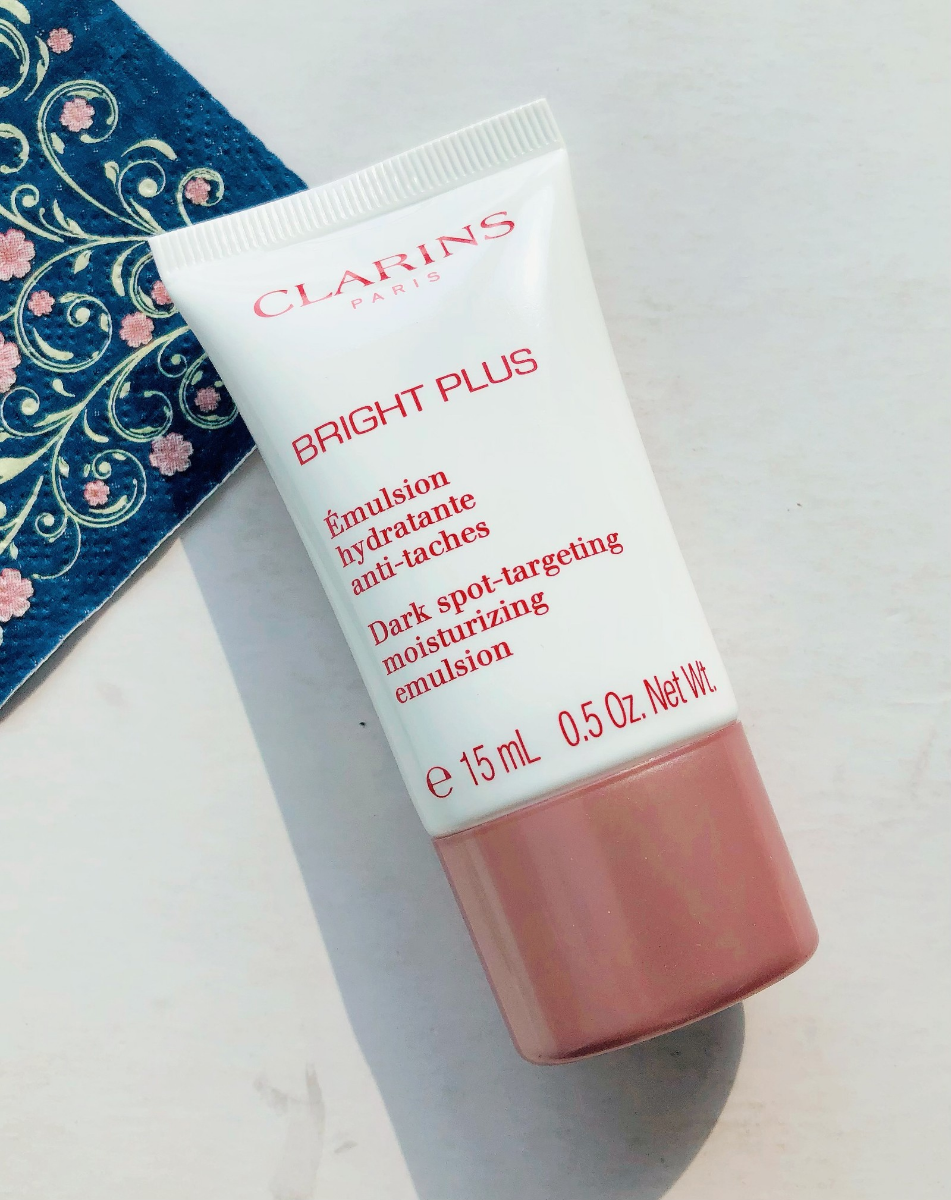 CLARINS
PARIS
BRIGHT PLUS
Émulsion
hydratante
anti-taches
Dark spot-targeting
moisturizing
emulsion
℮ 15 mL 0.5 Oz. Net Wt.